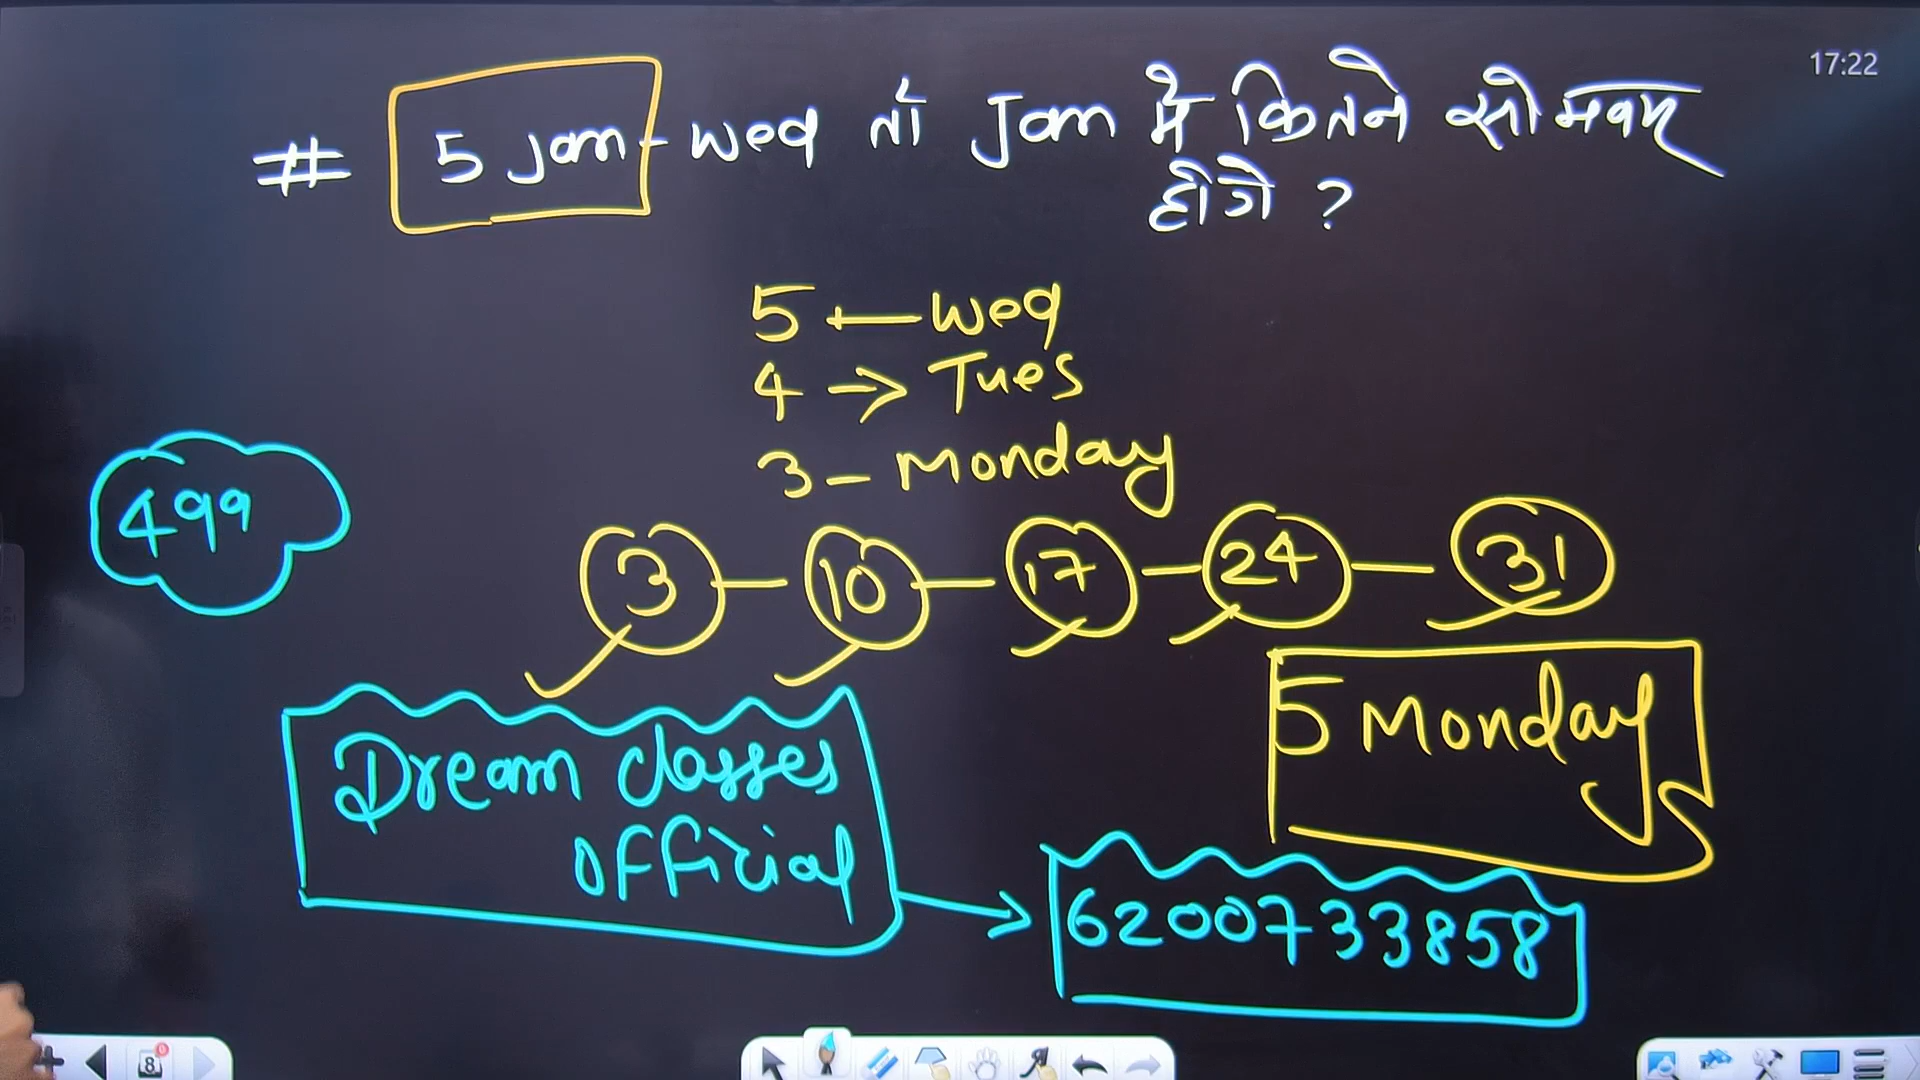 17:22
# 5 Jan - wed तो Jan में कितने सोमवार
होगे ?
5 ← wed
4 → Tues
3 - Monday
499
3 - 10 - 17 - 24 - 31
5 Monday
Dream classes
official
6200733858
8